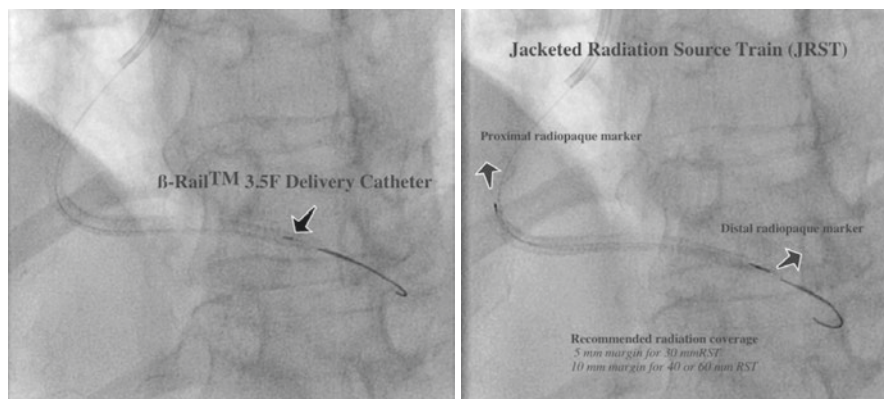 ß-Rail™ 3.5F Delivery Catheter
Jacketed Radiation Source Train (JRST)
Proximal radiopaque marker
Distal radiopaque marker
Recommended radiation coverage
5 mm margin for 30 mmRST
10 mm margin for 40 or 60 mm RST